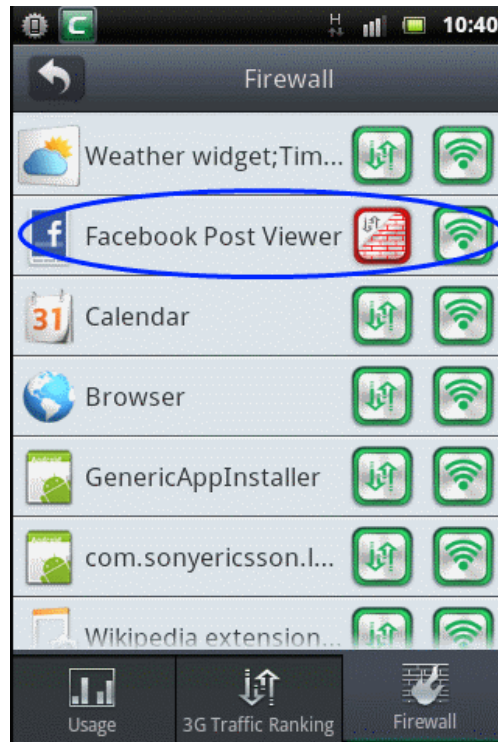 H
10:40
Firewall
Weather widget;Tim...
Facebook Post Viewer
31 Calendar
Browser
GenericAppInstaller
com.sonyericsson.l...
Wikipedia extension...
Usage
3G Traffic Ranking
Firewall